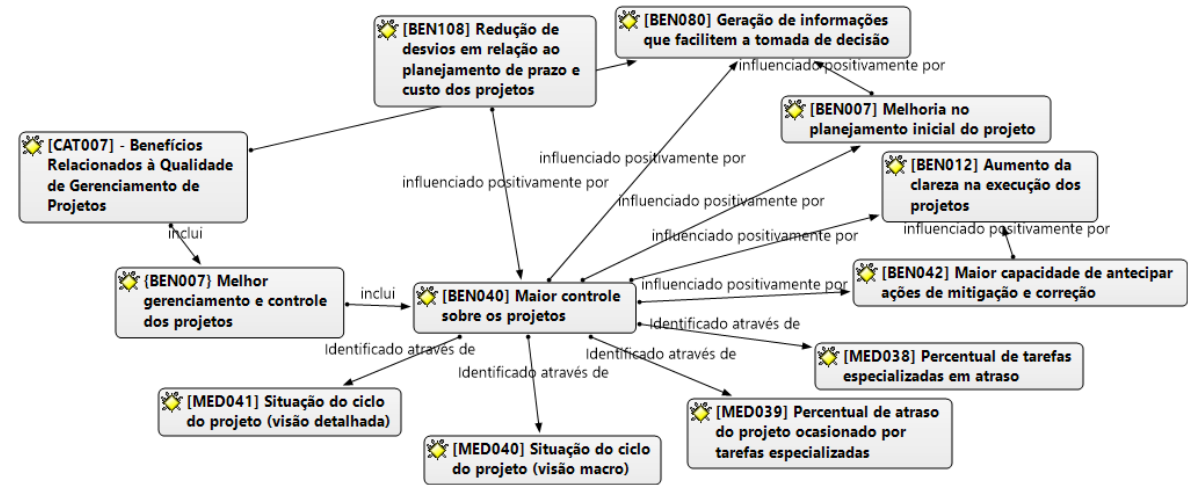 [BEN108] Redução de
desvios em relação ao
planejamento de prazo e
custo dos projetos
[BEN080] Geração de informações
que facilitem a tomada de decisão
influenciado positivamente por
[BEN007] Melhoria no
planejamento inicial do projeto
[CAT007] - Benefícios
Relacionados à Qualidade
de Gerenciamento de
Projetos
influenciado positivamente por
influenciado positivamente por
influenciado positivamente por
[BEN012] Aumento da
clareza na execução dos
projetos
inclui
influenciado positivamente por
influenciado positivamente por
{BEN007} Melhor
gerenciamento e controle
dos projetos
inclui
[BEN040] Maior controle
sobre os projetos
influenciado positivamente por
[BEN042] Maior capacidade de antecipar
ações de mitigação e correção
Identificado através de
Identificado através de
Identificado através de
Identificado através de
[MED038] Percentual de tarefas
especializadas em atraso
[MED041] Situação do ciclo
do projeto (visão detalhada)
[MED039] Percentual de atraso
do projeto ocasionado por
tarefas especializadas
[MED040] Situação do ciclo
do projeto (visão macro)